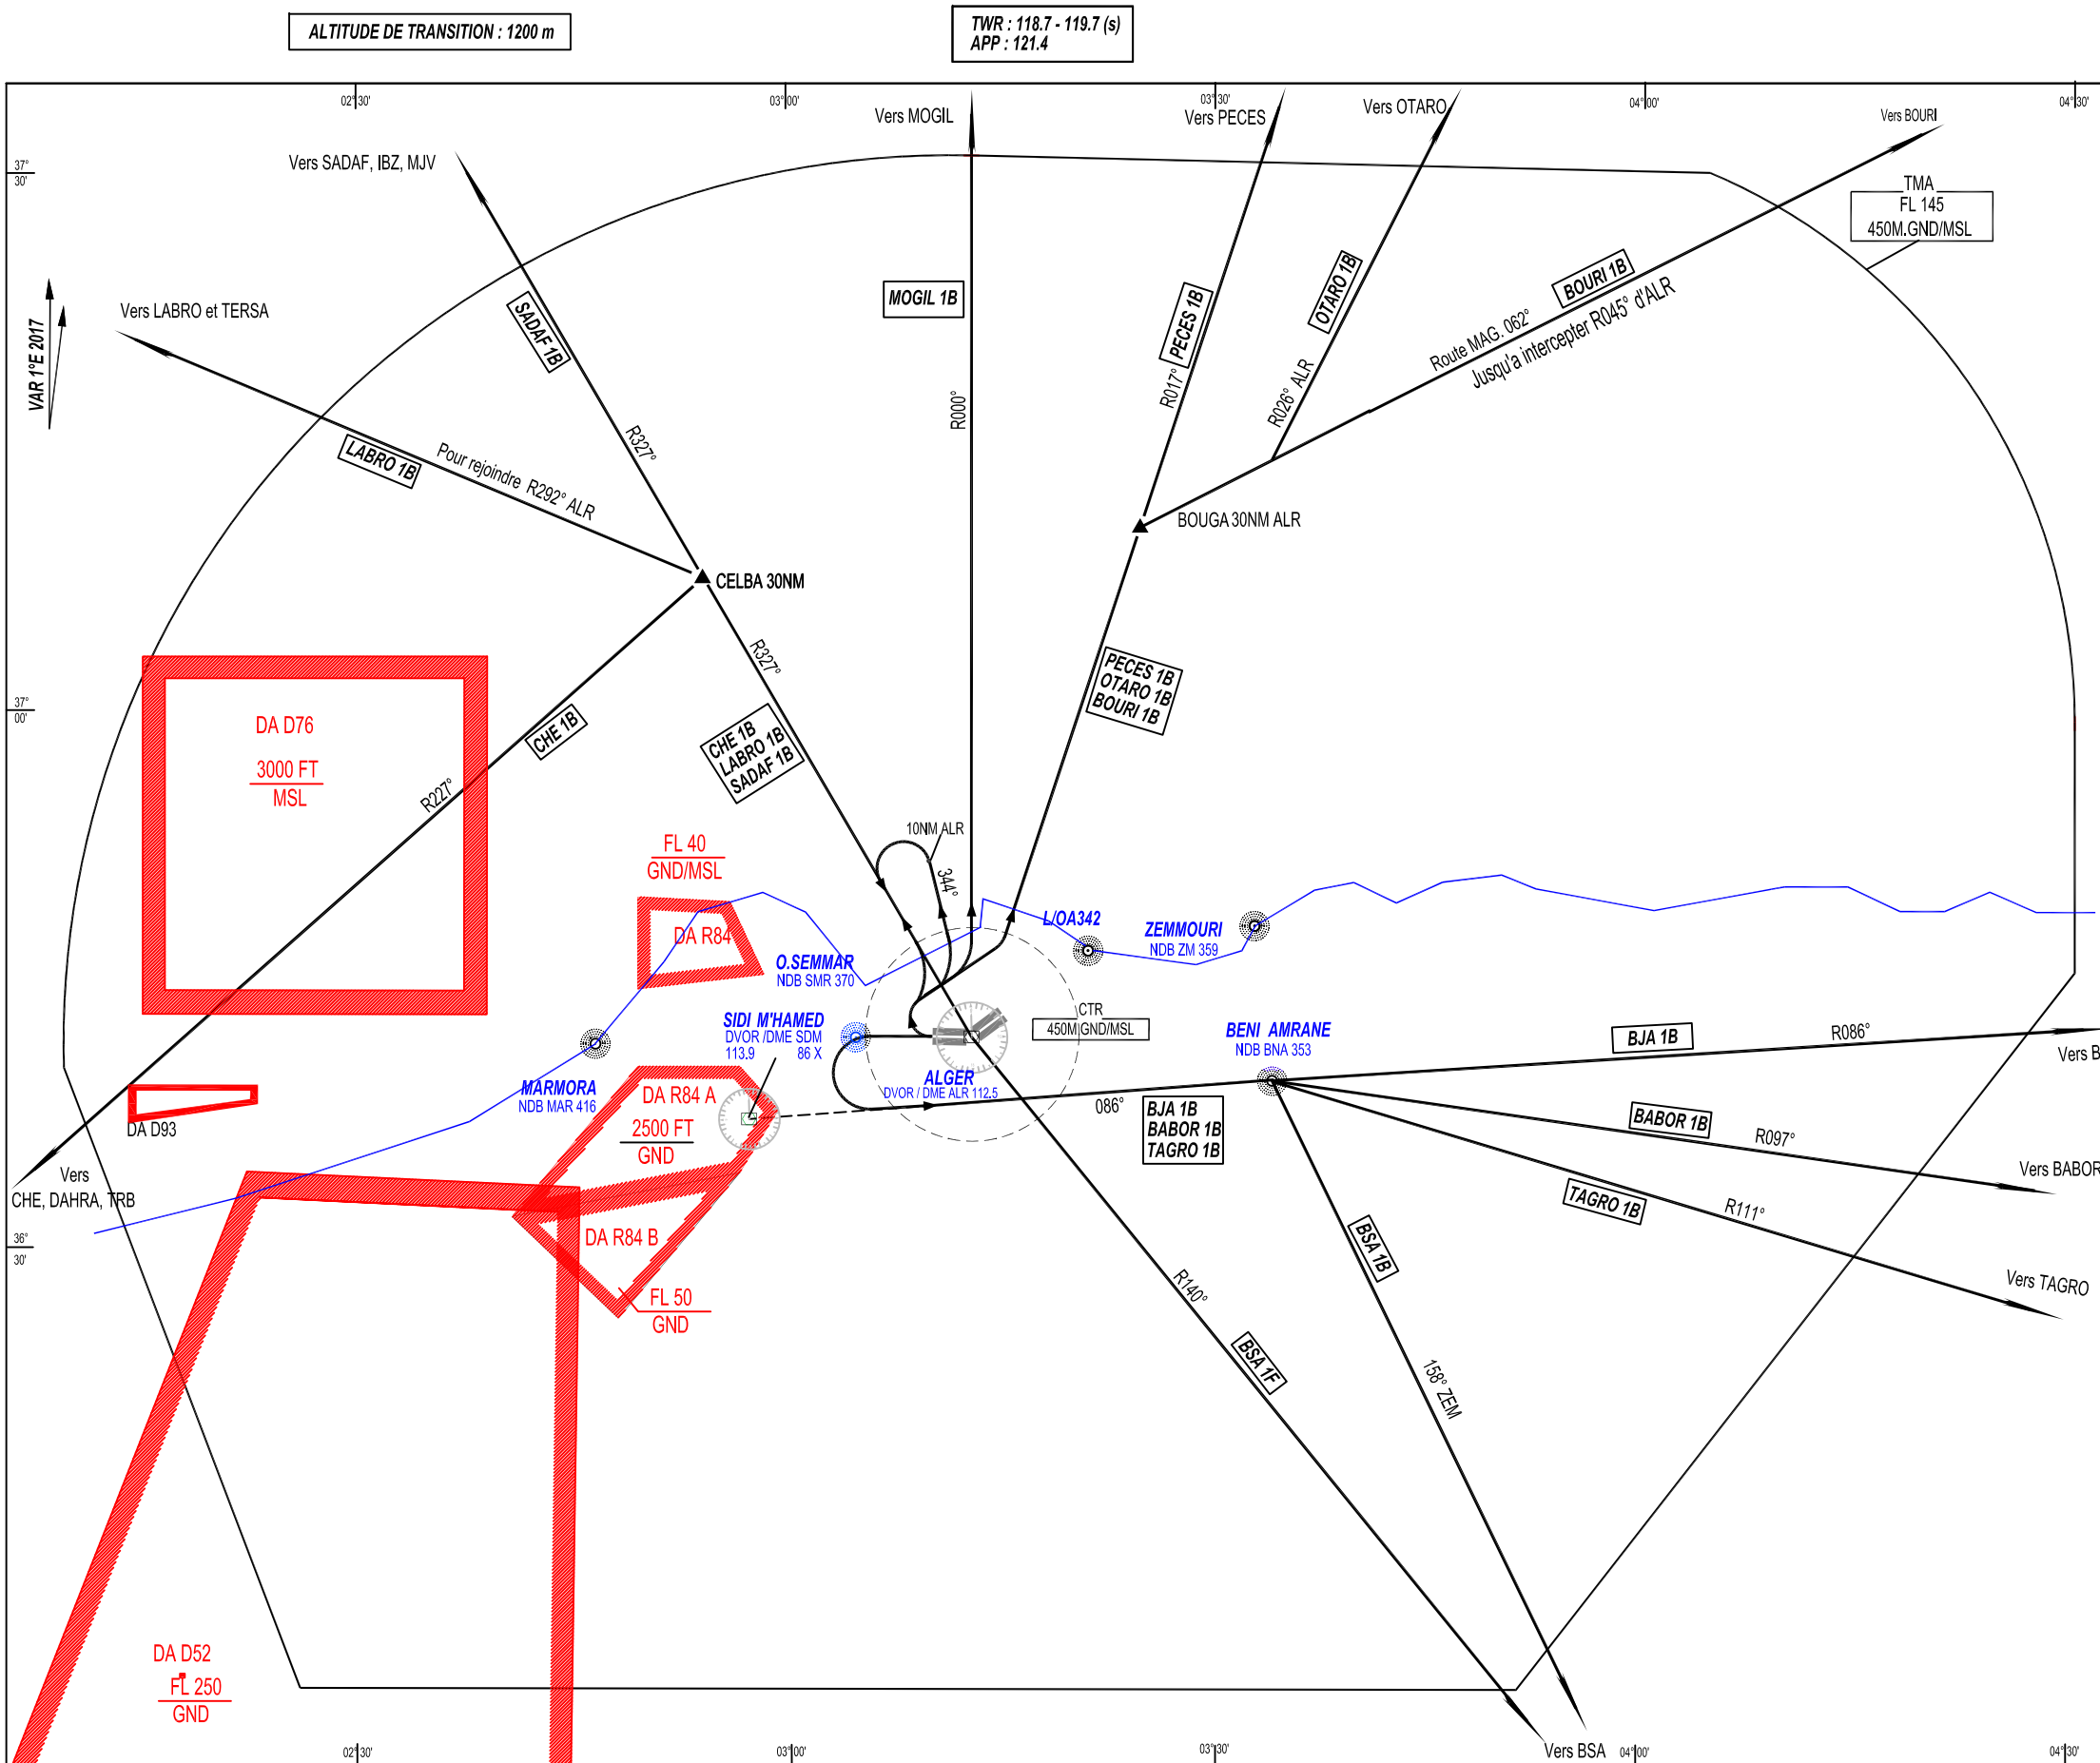 ALTITUDE DE TRANSITION : 1200 m
TWR : 118.7 - 119.7 (s)
APP : 121.4
02° 30'
03° 00'
03° 30'
04° 00'
04° 30'
Vers MOGIL
Vers PECES
Vers OTARO
Vers BOURI
Vers SADAF, IBZ, MJV
37°
30'
TMA
FL 145
450M.GND/MSL
VAR 1°E 2017
Vers LABRO et TERSA
SADAF 1B
MOGIL 1B
PECES 1B
R017°
OTARO 1B
R026° ALR
BOURI 1B
Route MAG. 062°
Jusqu'a intercepter R045° d'ALR
R000°
LABRO 1B
Pour rejoindre R292° ALR
R327°
BOUGA 30NM ALR
CELBA 30NM
R327°
37°
00'
DA D76
3000 FT
MSL
CHE 1B
R227°
CHE 1B
LABRO 1B
SADAF 1B
PECES 1B
OTARO 1B
BOURI 1B
10NM ALR
344°
FL 40
GND/MSL
DA R84
O.SEMMAR
NDB SMR 370
L/OA342
ZEMMOURI
NDB ZM 359
SIDI M'HAMED
DVOR /DME SDM
113.9 86 X
CTR
450M GND/MSL
BENI AMRANE
NDB BNA 353
BJA 1B
R086°
Vers B
MARMORA
NDB MAR 416
ALGER
DVOR / DME ALR 112.5
086°
BJA 1B
BABOR 1B
TAGRO 1B
BABOR 1B
R097°
Vers BABOR
DA D93
DA R84 A
2500 FT
GND
Vers
CHE, DAHRA, TRB
TAGRO 1B
R111°
Vers TAGRO
36°
30'
DA R84 B
FL 50
GND
BSA 1B
R140°
BSA 1F
158° ZEM
DA D52
FL 250
GND
Vers BSA
02° 30'
03° 00'
03° 30'
04° 00'
04° 30'